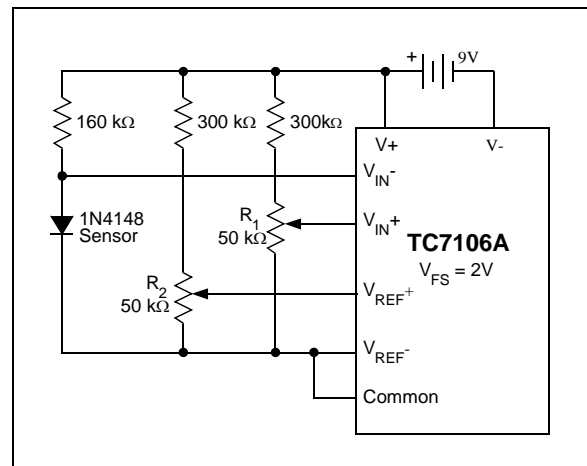 + 9V
160 kΩ
300 kΩ
300kΩ
V+
V-
VIN-
1N4148
Sensor
R1
50 kΩ
VIN+
TC7106A
VFS = 2V
R2
50 kΩ
VREF+
VREF-
Common